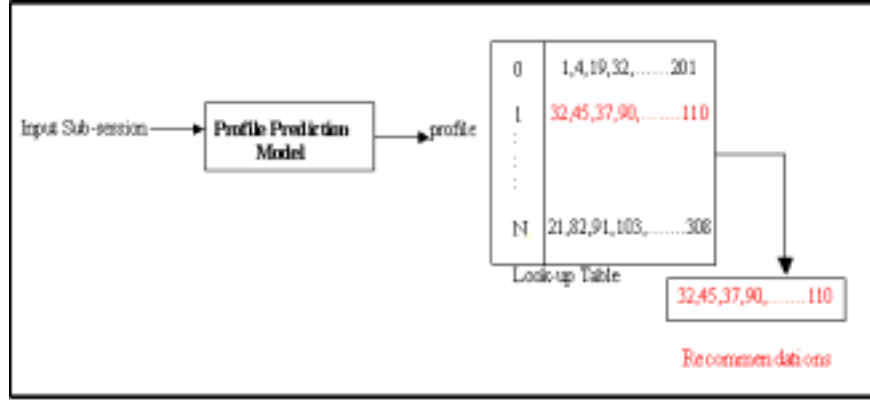 0 1,4,19,32,.......201
Input Sub-session
Profile Prediction
Model
profile
1 32,45,37,90,........110
N 21,82,91,103,........308
Look-up Table
32,45,37,90,........110
Recommendations